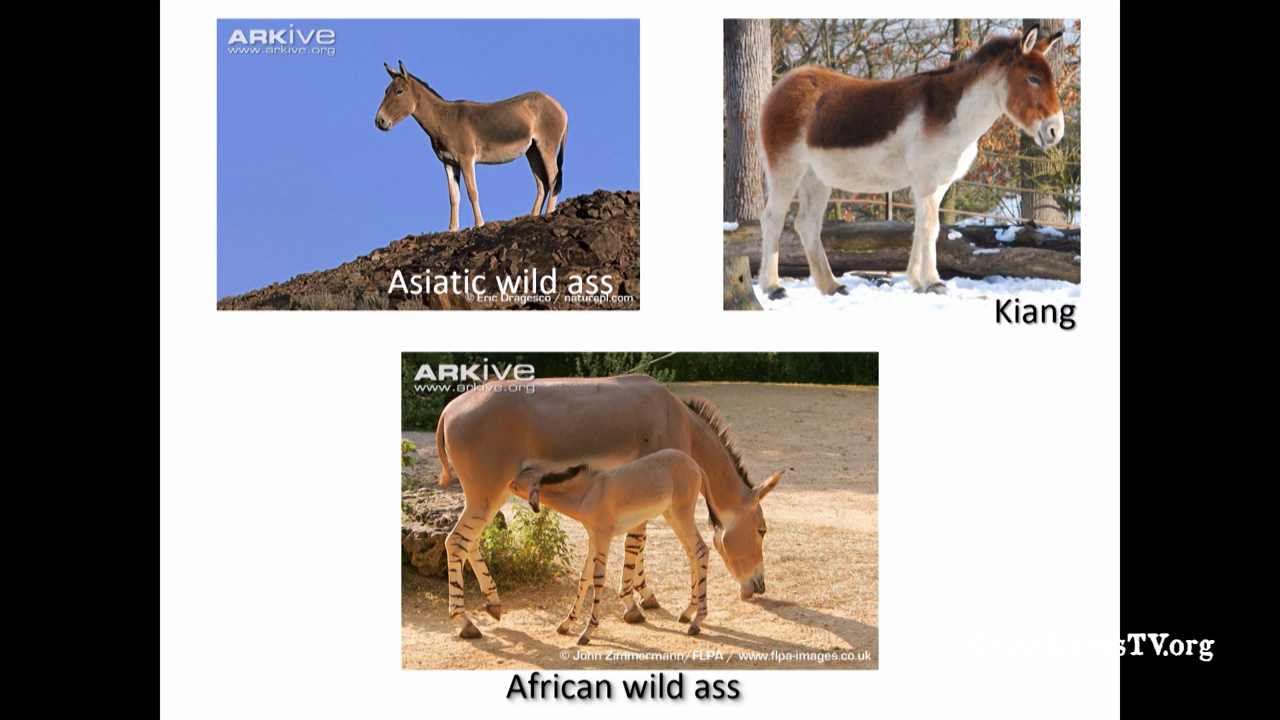 ARKive
www.arkive.org
Asiatic wild ass
© Eric Dragesco / naturepl.com
Kiang
ARKive
www.arkive.org
© John Zimmermann/FLPA / www.flpa-images.co.uk
sTV.org
African wild ass